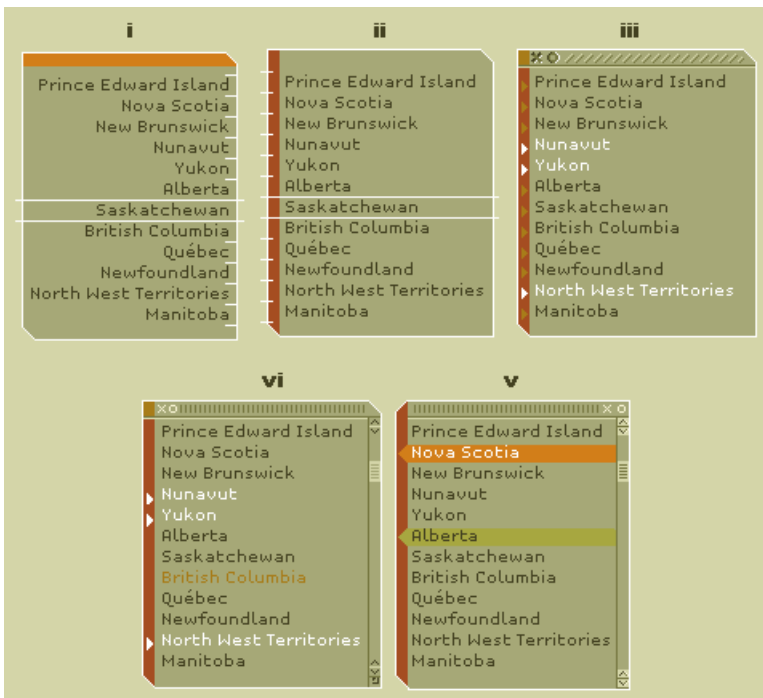 i
Prince Edward Island
Nova Scotia
New Brunswick
Nunavut
Yukon
Alberta
Saskatchewan
British Columbia
Québec
Newfoundland
North West Territories
Manitoba
ii
Prince Edward Island
Nova Scotia
New Brunswick
Nunavut
Yukon
Alberta
Saskatchewan
British Columbia
Québec
Newfoundland
North West Territories
Manitoba
iii
Prince Edward Island
Nova Scotia
New Brunswick
Nunavut
Yukon
Alberta
Saskatchewan
British Columbia
Québec
Newfoundland
North West Territories
Manitoba
vi
Prince Edward Island
Nova Scotia
New Brunswick
Nunavut
Yukon
Alberta
Saskatchewan
British Columbia
Québec
Newfoundland
North West Territories
Manitoba
v
Prince Edward Island
Nova Scotia
New Brunswick
Nunavut
Yukon
Alberta
Saskatchewan
British Columbia
Québec
Newfoundland
North West Territories
Manitoba